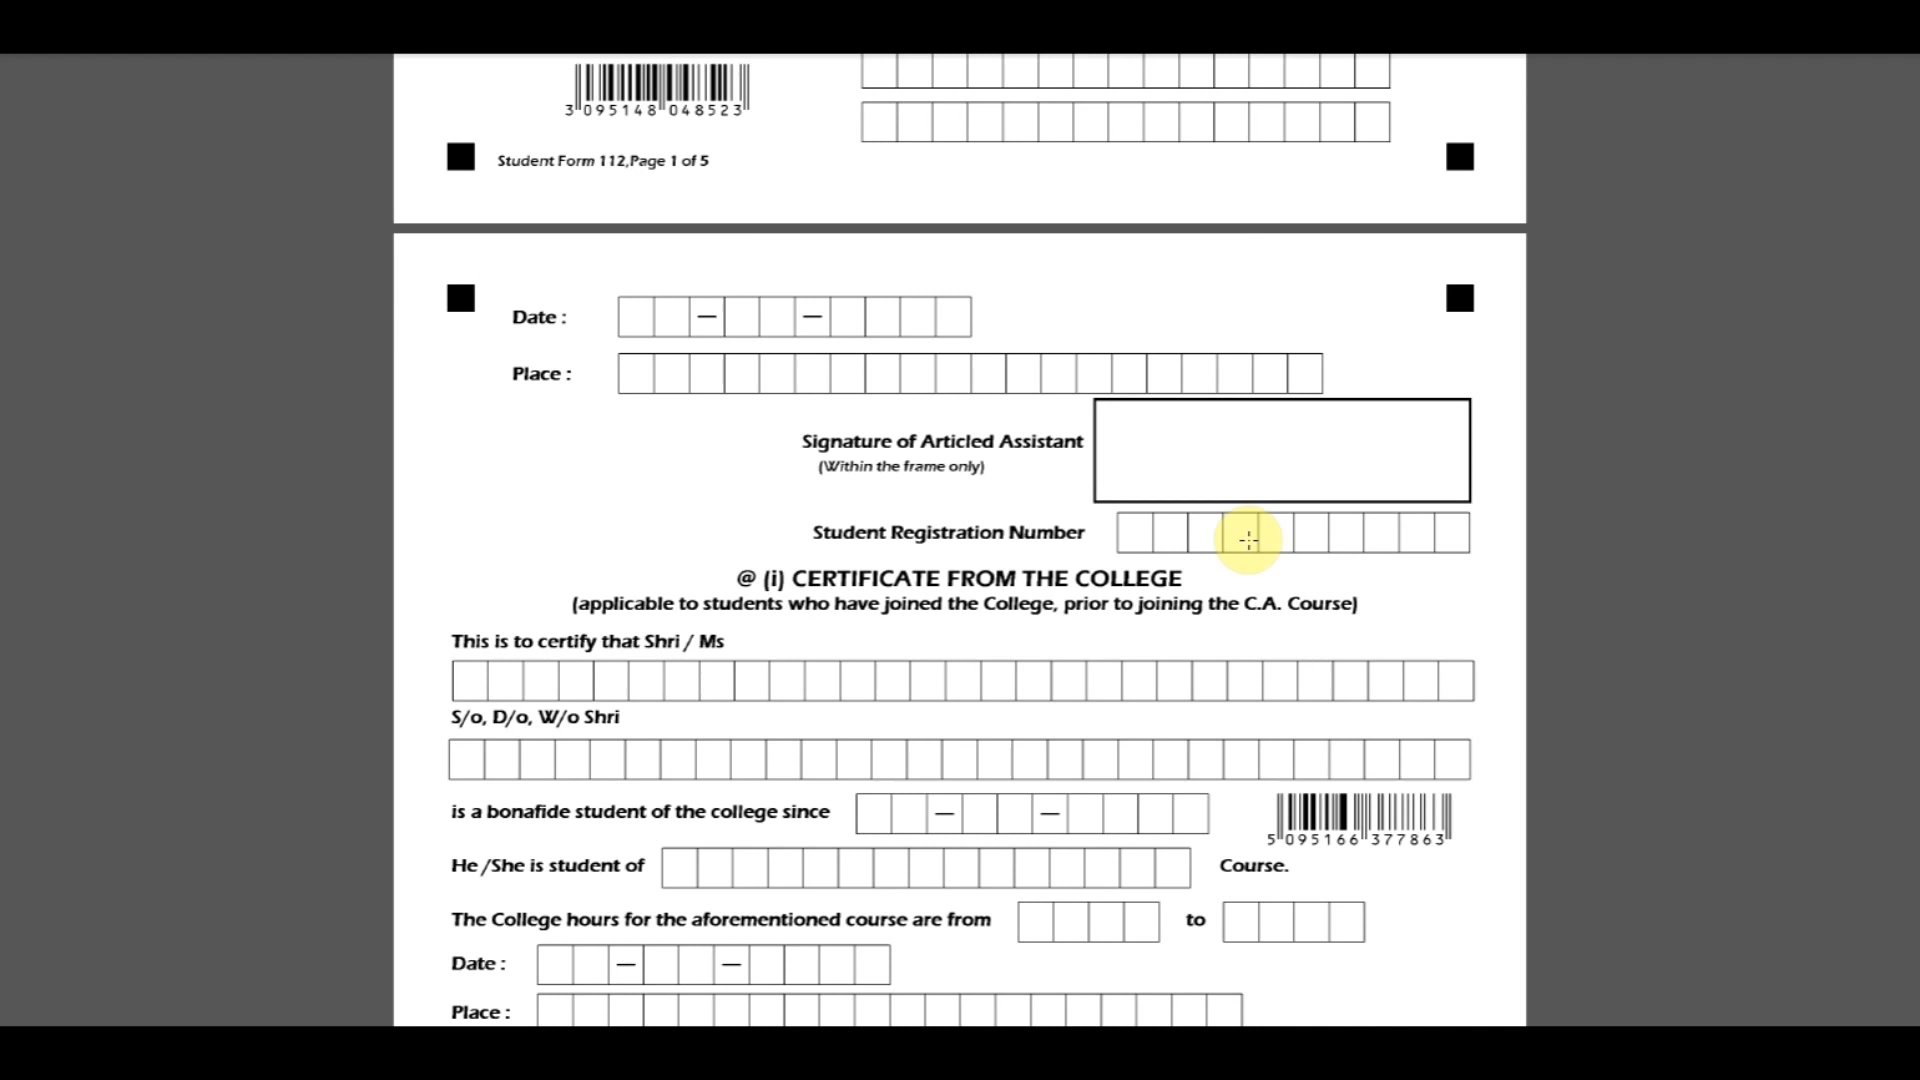 3 095148 048523
Student Form 112,Page 1 of 5
Date :
— —
Place :
Signature of Articled Assistant
(Within the frame only)
Student Registration Number
@ (i) CERTIFICATE FROM THE COLLEGE
(applicable to students who have joined the College, prior to joining the C.A. Course)
This is to certify that Shri / Ms
S/o, D/o, W/o Shri
is a bonafide student of the college since — —
5 095166 377863
He /She is student of Course.
The College hours for the aforementioned course are from to
Date : — —
Place :